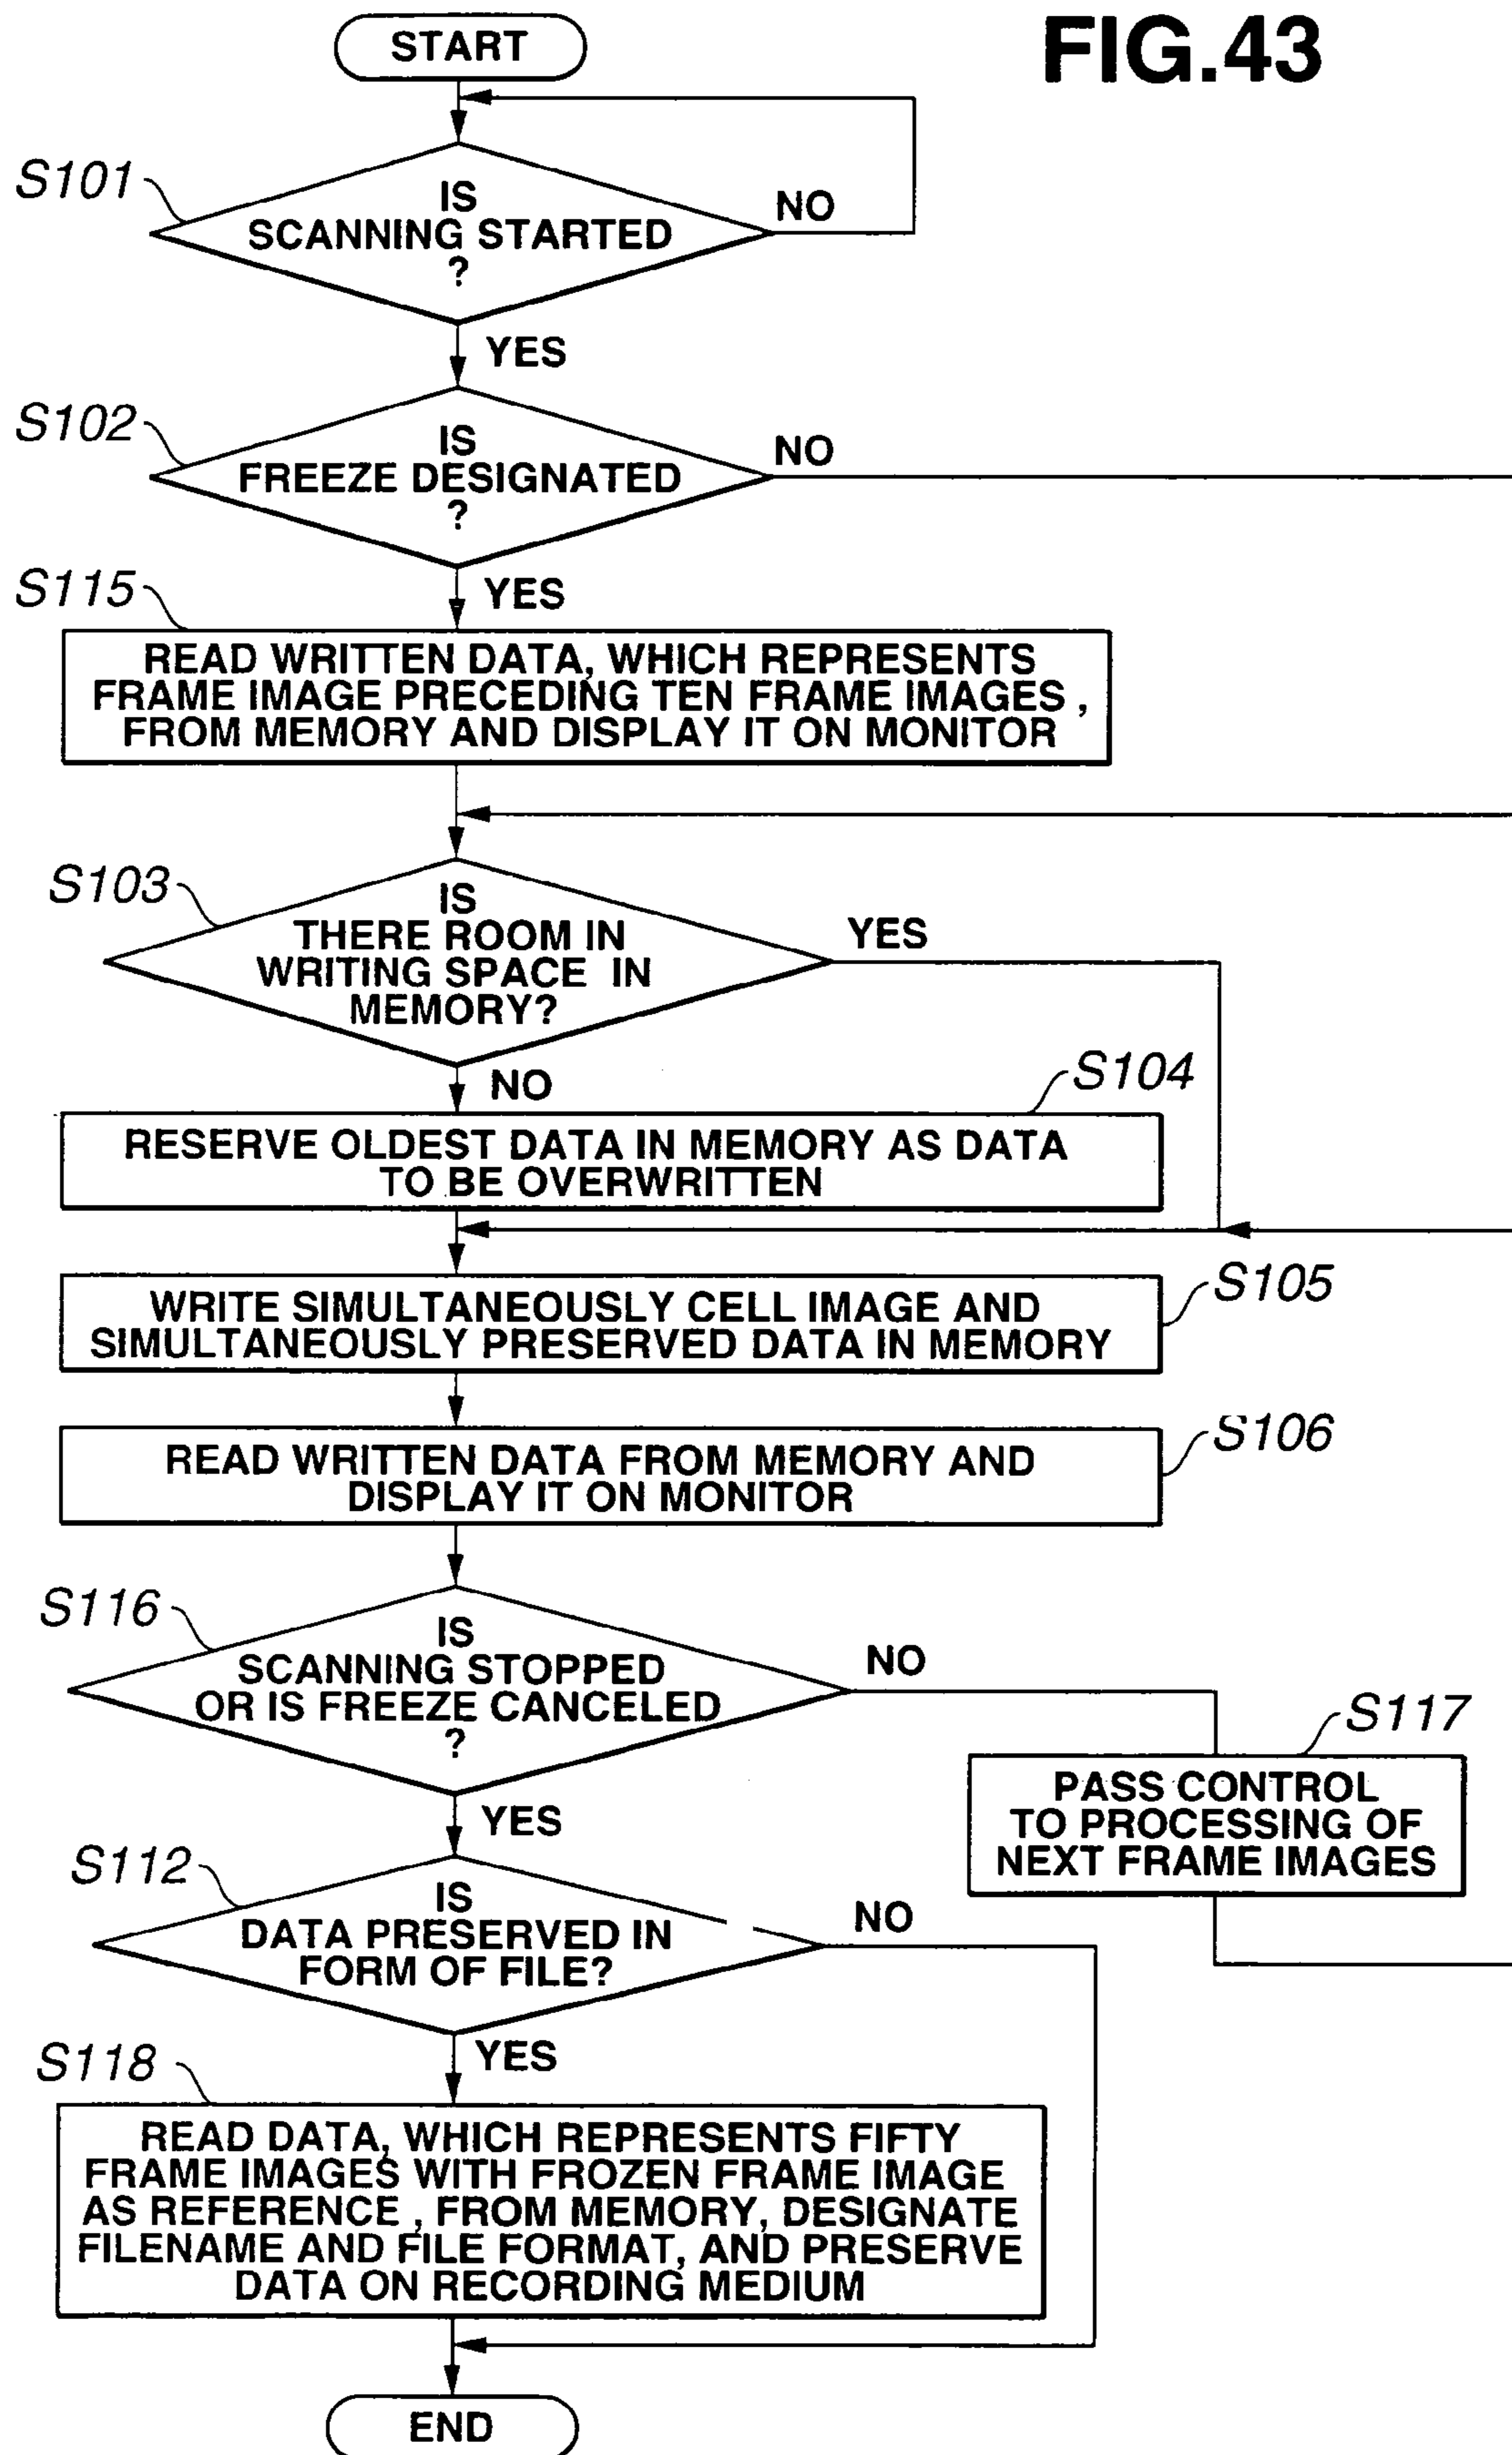 FIG.43
START
S101
IS
SCANNING STARTED
?
NO
YES
S102
IS
FREEZE DESIGNATED
?
NO
YES
S115
READ WRITTEN DATA, WHICH REPRESENTS
FRAME IMAGE PRECEDING TEN FRAME IMAGES ,
FROM MEMORY AND DISPLAY IT ON MONITOR
S103
IS
THERE ROOM IN
WRITING SPACE IN
MEMORY?
YES
NO
S104
RESERVE OLDEST DATA IN MEMORY AS DATA
TO BE OVERWRITTEN
S105
WRITE SIMULTANEOUSLY CELL IMAGE AND
SIMULTANEOUSLY PRESERVED DATA IN MEMORY
S106
READ WRITTEN DATA FROM MEMORY AND
DISPLAY IT ON MONITOR
S116
IS
SCANNING STOPPED
OR IS FREEZE CANCELED
?
NO
YES
S117
PASS CONTROL
TO PROCESSING OF
NEXT FRAME IMAGES
S112
IS
DATA PRESERVED IN
FORM OF FILE?
NO
YES
S118
READ DATA, WHICH REPRESENTS FIFTY
FRAME IMAGES WITH FROZEN FRAME IMAGE
AS REFERENCE , FROM MEMORY, DESIGNATE
FILENAME AND FILE FORMAT, AND PRESERVE
DATA ON RECORDING MEDIUM
END